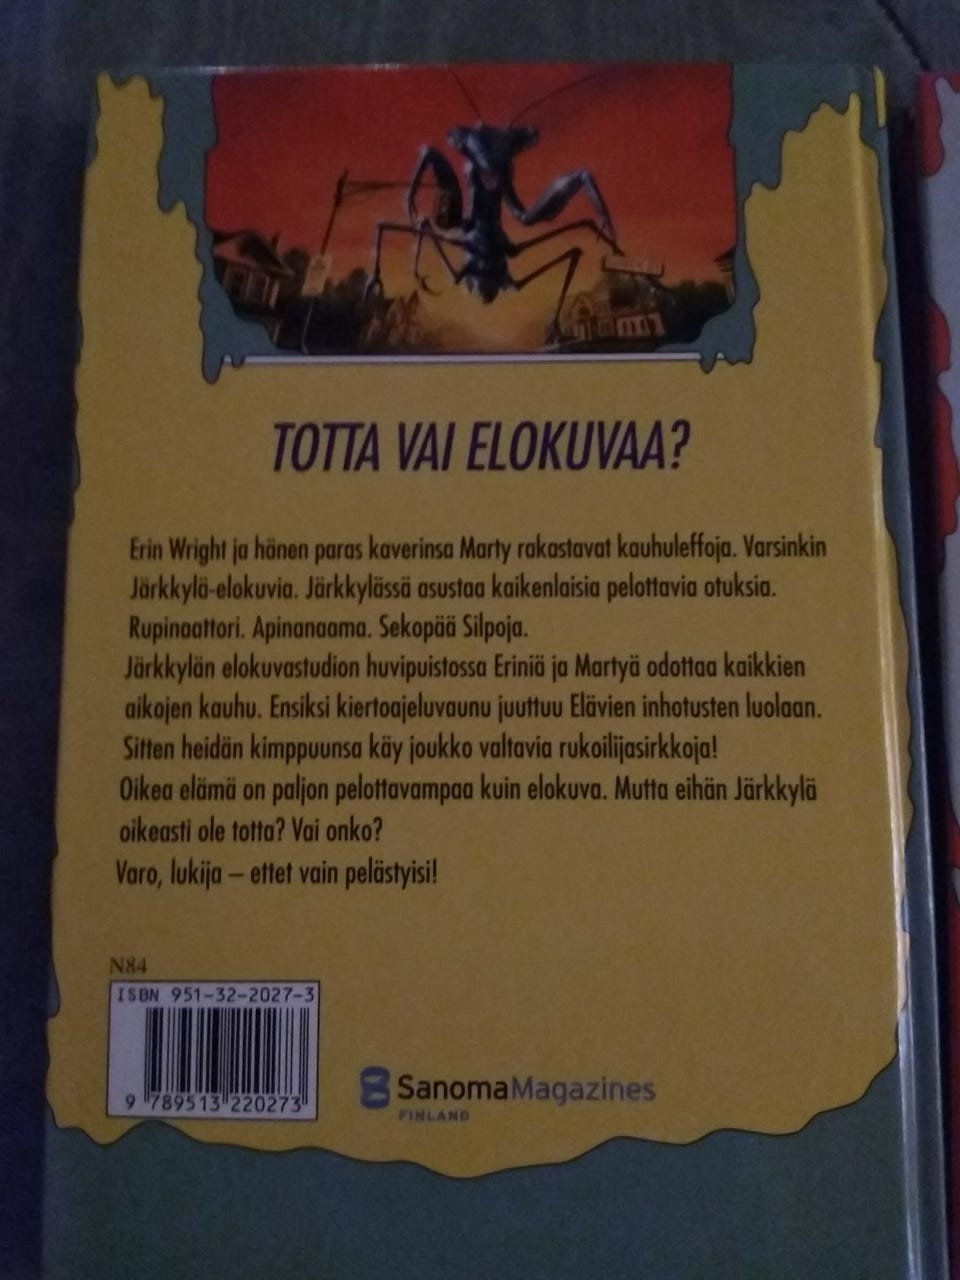 TOTTA VAI ELOKUVAA?
Erin Wright ja hänen paras kaverinsa Marty rakastavat kauhuleffoja. Varsinkin
Järkkylä-elokuvia. Järkkylässä asustaa kaikenlaisia pelottavia otuksia.
Rupinaattori. Apinanaama. Sekopää Silpoja.
Järkkylän elokuvastudion huvipuistossa Eriniä ja Martyä odottaa kaikkien
aikojen kauhu. Ensiksi kiertoajeluvaunu juuttuu Elävien inhotusten luolaan.
Sitten heidän kimppuunsa käy joukko valtavia rukoilijasirkkoja!
Oikea elämä on paljon pelottavampaa kuin elokuva. Mutta eihän Järkkylä
oikeasti ole totta? Vai onko?
Varo, lukija – ettet vain pelästyisi!
N84
ISBN 951-32-2027-3
9 789513 220273
SanomaMagazines
FINLAND